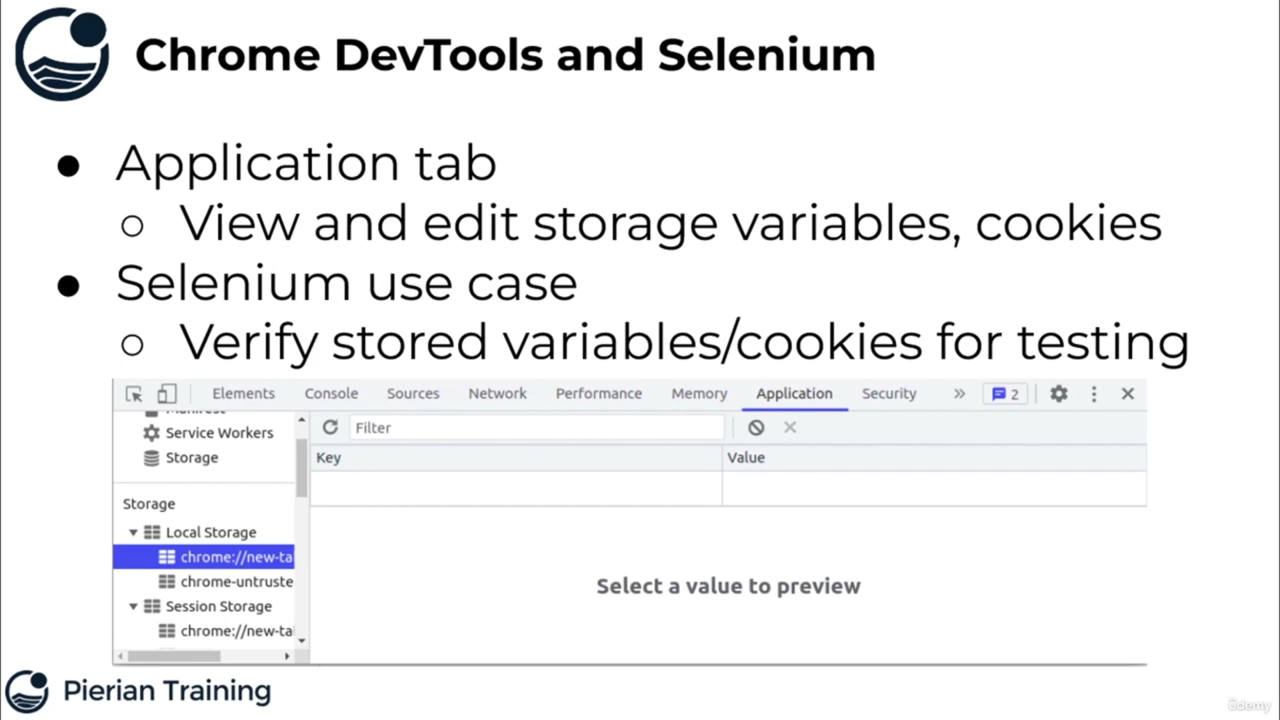 Chrome DevTools and Selenium
● Application tab
○ View and edit storage variables, cookies
● Selenium use case
○ Verify stored variables/cookies for testing
Elements Console Sources Network Performance Memory Application Security » 2
Manifest
Filter
Service Workers
Key Value
Storage
Storage
Local Storage
chrome://new-ta
chrome-untruste
Select a value to preview
Session Storage
chrome://new-ta
Pierian Training
ûdemy